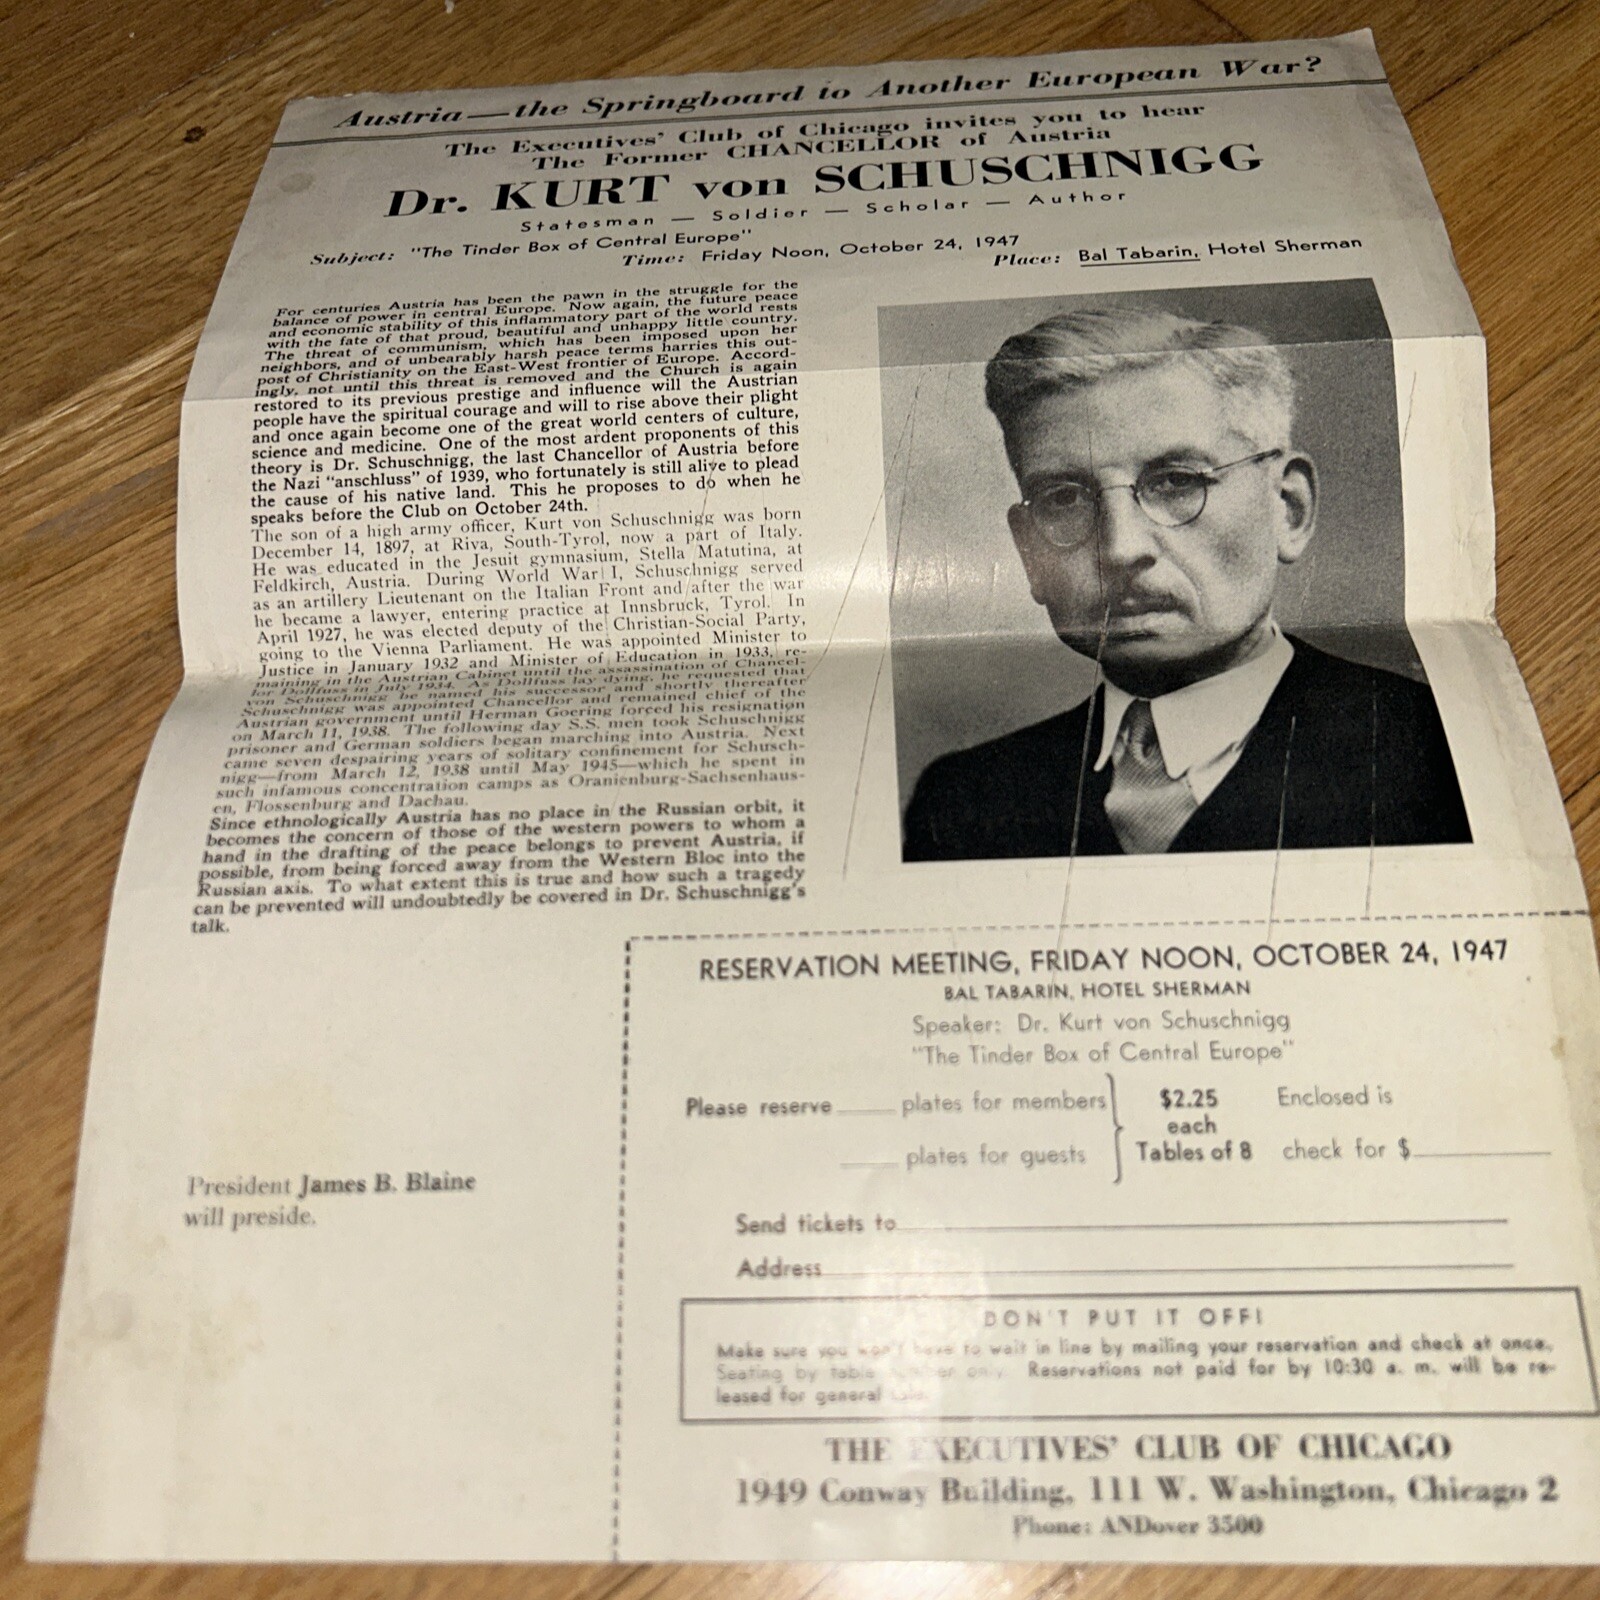 Austria—the Springboard to Another European War?
The Executives' Club of Chicago invites you to hear
The Former CHANCELLOR of Austria
Dr. KURT von SCHUSCHNIGG
Statesman — Soldier — Scholar — Author
Subject: "The Tinder Box of Central Europe"
Time: Friday Noon, October 24, 1947
Place: Bal Tabarin, Hotel Sherman
For centuries Austria has been the pawn in the struggle for the
balance of power in central Europe. Now again, the future peace
and economic stability of this inflammatory part of the world rests
with the fate of that proud, beautiful and unhappy little country.
The threat of communism, which has been imposed upon her
neighbors, and of unbearably harsh peace terms harries this out-
post of Christianity on the East-West frontier of Europe. Accord-
ingly, not until this threat is removed and the Church is again
restored to its previous prestige and influence will the Austrian
people have the spiritual courage and will to rise above their plight
and once again become one of the great world centers of culture,
science and medicine. One of the most ardent proponents of this
theory is Dr. Schuschnigg, the last Chancellor of Austria before
the Nazi "anschluss" of 1939, who fortunately is still alive to plead
the cause of his native land. This he proposes to do when he
speaks before the Club on October 24th.
The son of a high army officer, Kurt von Schuschnigg was born
December 14, 1897, at Riva, South-Tyrol, now a part of Italy.
He was educated in the Jesuit gymnasium, Stella Matutina, at
Feldkirch, Austria. During World War I, Schuschnigg served
as an artillery Lieutenant on the Italian Front and after the war
he became a lawyer, entering practice at Innsbruck, Tyrol. In
April 1927, he was elected deputy of the Christian-Social Party,
going to the Vienna Parliament. He was appointed Minister to
Justice in January 1932 and Minister of Education in 1933, re-
maining in the Austrian Cabinet until the assassination of Chancel-
lor Dollfuss in July 1934. As Dollfuss lay dying, he requested that
von Schuschnigg be named his successor and shortly thereafter
Schuschnigg was appointed Chancellor and remained chief of the
Austrian government until Herman Goering forced his resignation
on March 11, 1938. The following day S.S. men took Schuschnigg
prisoner and German soldiers began marching into Austria. Next
came seven despairing years of solitary confinement for Schusch-
nigg—from March 12, 1938 until May 1945—which he spent in
such infamous concentration camps as Oranienburg-Sachsenhaus-
en, Flossenburg and Dachau.
Since ethnologically Austria has no place in the Russian orbit, it
becomes the concern of those of the western powers to whom a
hand in the drafting of the peace belongs to prevent Austria, if
possible, from being forced away from the Western Bloc into the
Russian axis. To what extent this is true and how such a tragedy
can be prevented will undoubtedly be covered in Dr. Schuschnigg's
talk.
President James B. Blaine
will preside.
RESERVATION MEETING, FRIDAY NOON, OCTOBER 24, 1947
BAL TABARIN, HOTEL SHERMAN
Speaker: Dr. Kurt von Schuschnigg
"The Tinder Box of Central Europe"
Please reserve plates for members $2.25 Enclosed is
each
plates for guests Tables of 8 check for $
Send tickets to
Address
DON'T PUT IT OFF!
Make sure you won't have to wait in line by mailing your reservation and check at once.
Seating by table number only. Reservations not paid for by 10:30 a. m. will be re-
leased for general sale.
THE EXECUTIVES' CLUB OF CHICAGO
1949 Conway Building, 111 W. Washington, Chicago 2
Phone: ANDover 3500